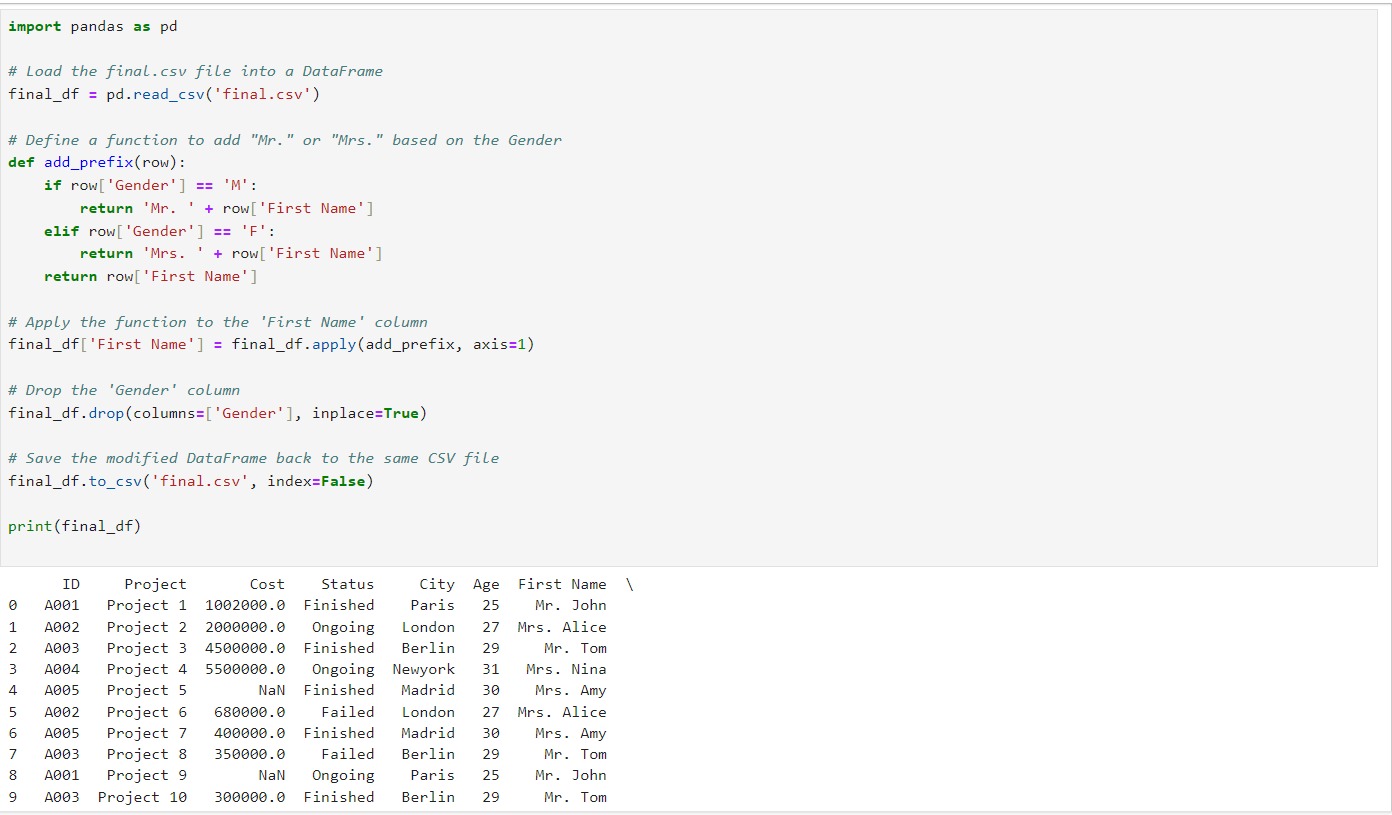 import pandas as pd
# Load the final.csv file into a DataFrame
final_df = pd.read_csv('final.csv')
# Define a function to add "Mr." or "Mrs." based on the Gender
def add_prefix(row):
    if row['Gender'] == 'M':
        return 'Mr. ' + row['First Name']
    elif row['Gender'] == 'F':
        return 'Mrs. ' + row['First Name']
    return row['First Name']
# Apply the function to the 'First Name' column
final_df['First Name'] = final_df.apply(add_prefix, axis=1)
# Drop the 'Gender' column
final_df.drop(columns=['Gender'], inplace=True)
# Save the modified DataFrame back to the same CSV file
final_df.to_csv('final.csv', index=False)
print(final_df)
      ID     Project       Cost    Status     City  Age  First Name  \
0   A001   Project 1  1002000.0  Finished    Paris   25    Mr. John
1   A002   Project 2  2000000.0   Ongoing   London   27  Mrs. Alice
2   A003   Project 3  4500000.0  Finished   Berlin   29     Mr. Tom
3   A004   Project 4  5500000.0   Ongoing  Newyork   31   Mrs. Nina
4   A005   Project 5        NaN  Finished   Madrid   30    Mrs. Amy
5   A002   Project 6   680000.0    Failed   London   27  Mrs. Alice
6   A005   Project 7   400000.0  Finished   Madrid   30    Mrs. Amy
7   A003   Project 8   350000.0    Failed   Berlin   29     Mr. Tom
8   A001   Project 9        NaN   Ongoing    Paris   25    Mr. John
9   A003  Project 10   300000.0  Finished   Berlin   29     Mr. Tom